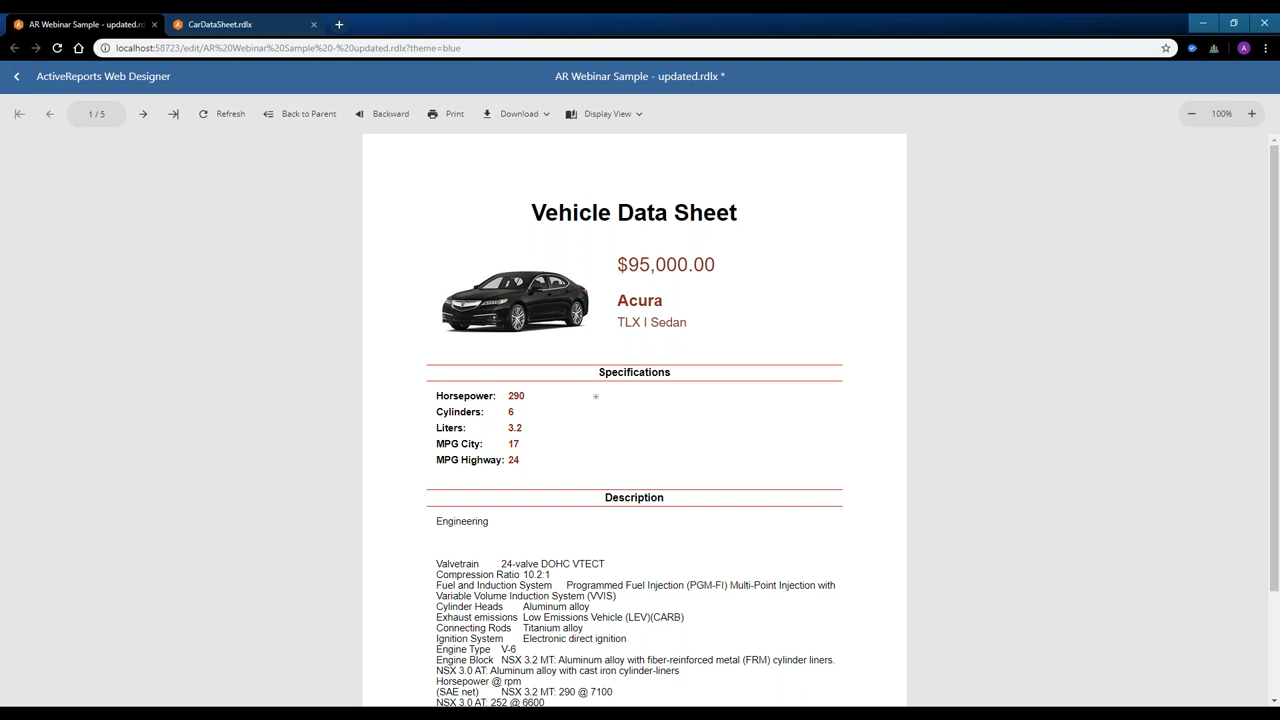 AR Webinar Sample - updated.rd
CarDataSheet.rdlx
localhost:58723/edit/AR%20Webinar%20Sample%20-%20updated.rdlx?theme=blue
A
ActiveReports Web Designer
AR Webinar Sample - updated.rdlx *
1 / 5
Refresh
Back to Parent
Backward
Print
Download
Display View
100%
Vehicle Data Sheet
$95,000.00
Acura
TLX I Sedan
Specifications
Horsepower: 290
Cylinders: 6
Liters: 3.2
MPG City: 17
MPG Highway: 24
Description
Engineering
Valvetrain 24-valve DOHC VTECT
Compression Ratio 10.2:1
Fuel and Induction System Programmed Fuel Injection (PGM-FI) Multi-Point Injection with
Variable Volume Induction System (VVIS)
Cylinder Heads Aluminum alloy
Exhaust emissions Low Emissions Vehicle (LEV)(CARB)
Connecting Rods Titanium alloy
Ignition System Electronic direct ignition
Engine Type V-6
Engine Block NSX 3.2 MT: Aluminum alloy with fiber-reinforced metal (FRM) cylinder liners.
NSX 3.0 AT: Aluminum alloy with cast iron cylinder-liners
Horsepower @ rpm
(SAE net) NSX 3.2 MT: 290 @ 7100
NSX 3.0 AT: 252 @ 6600